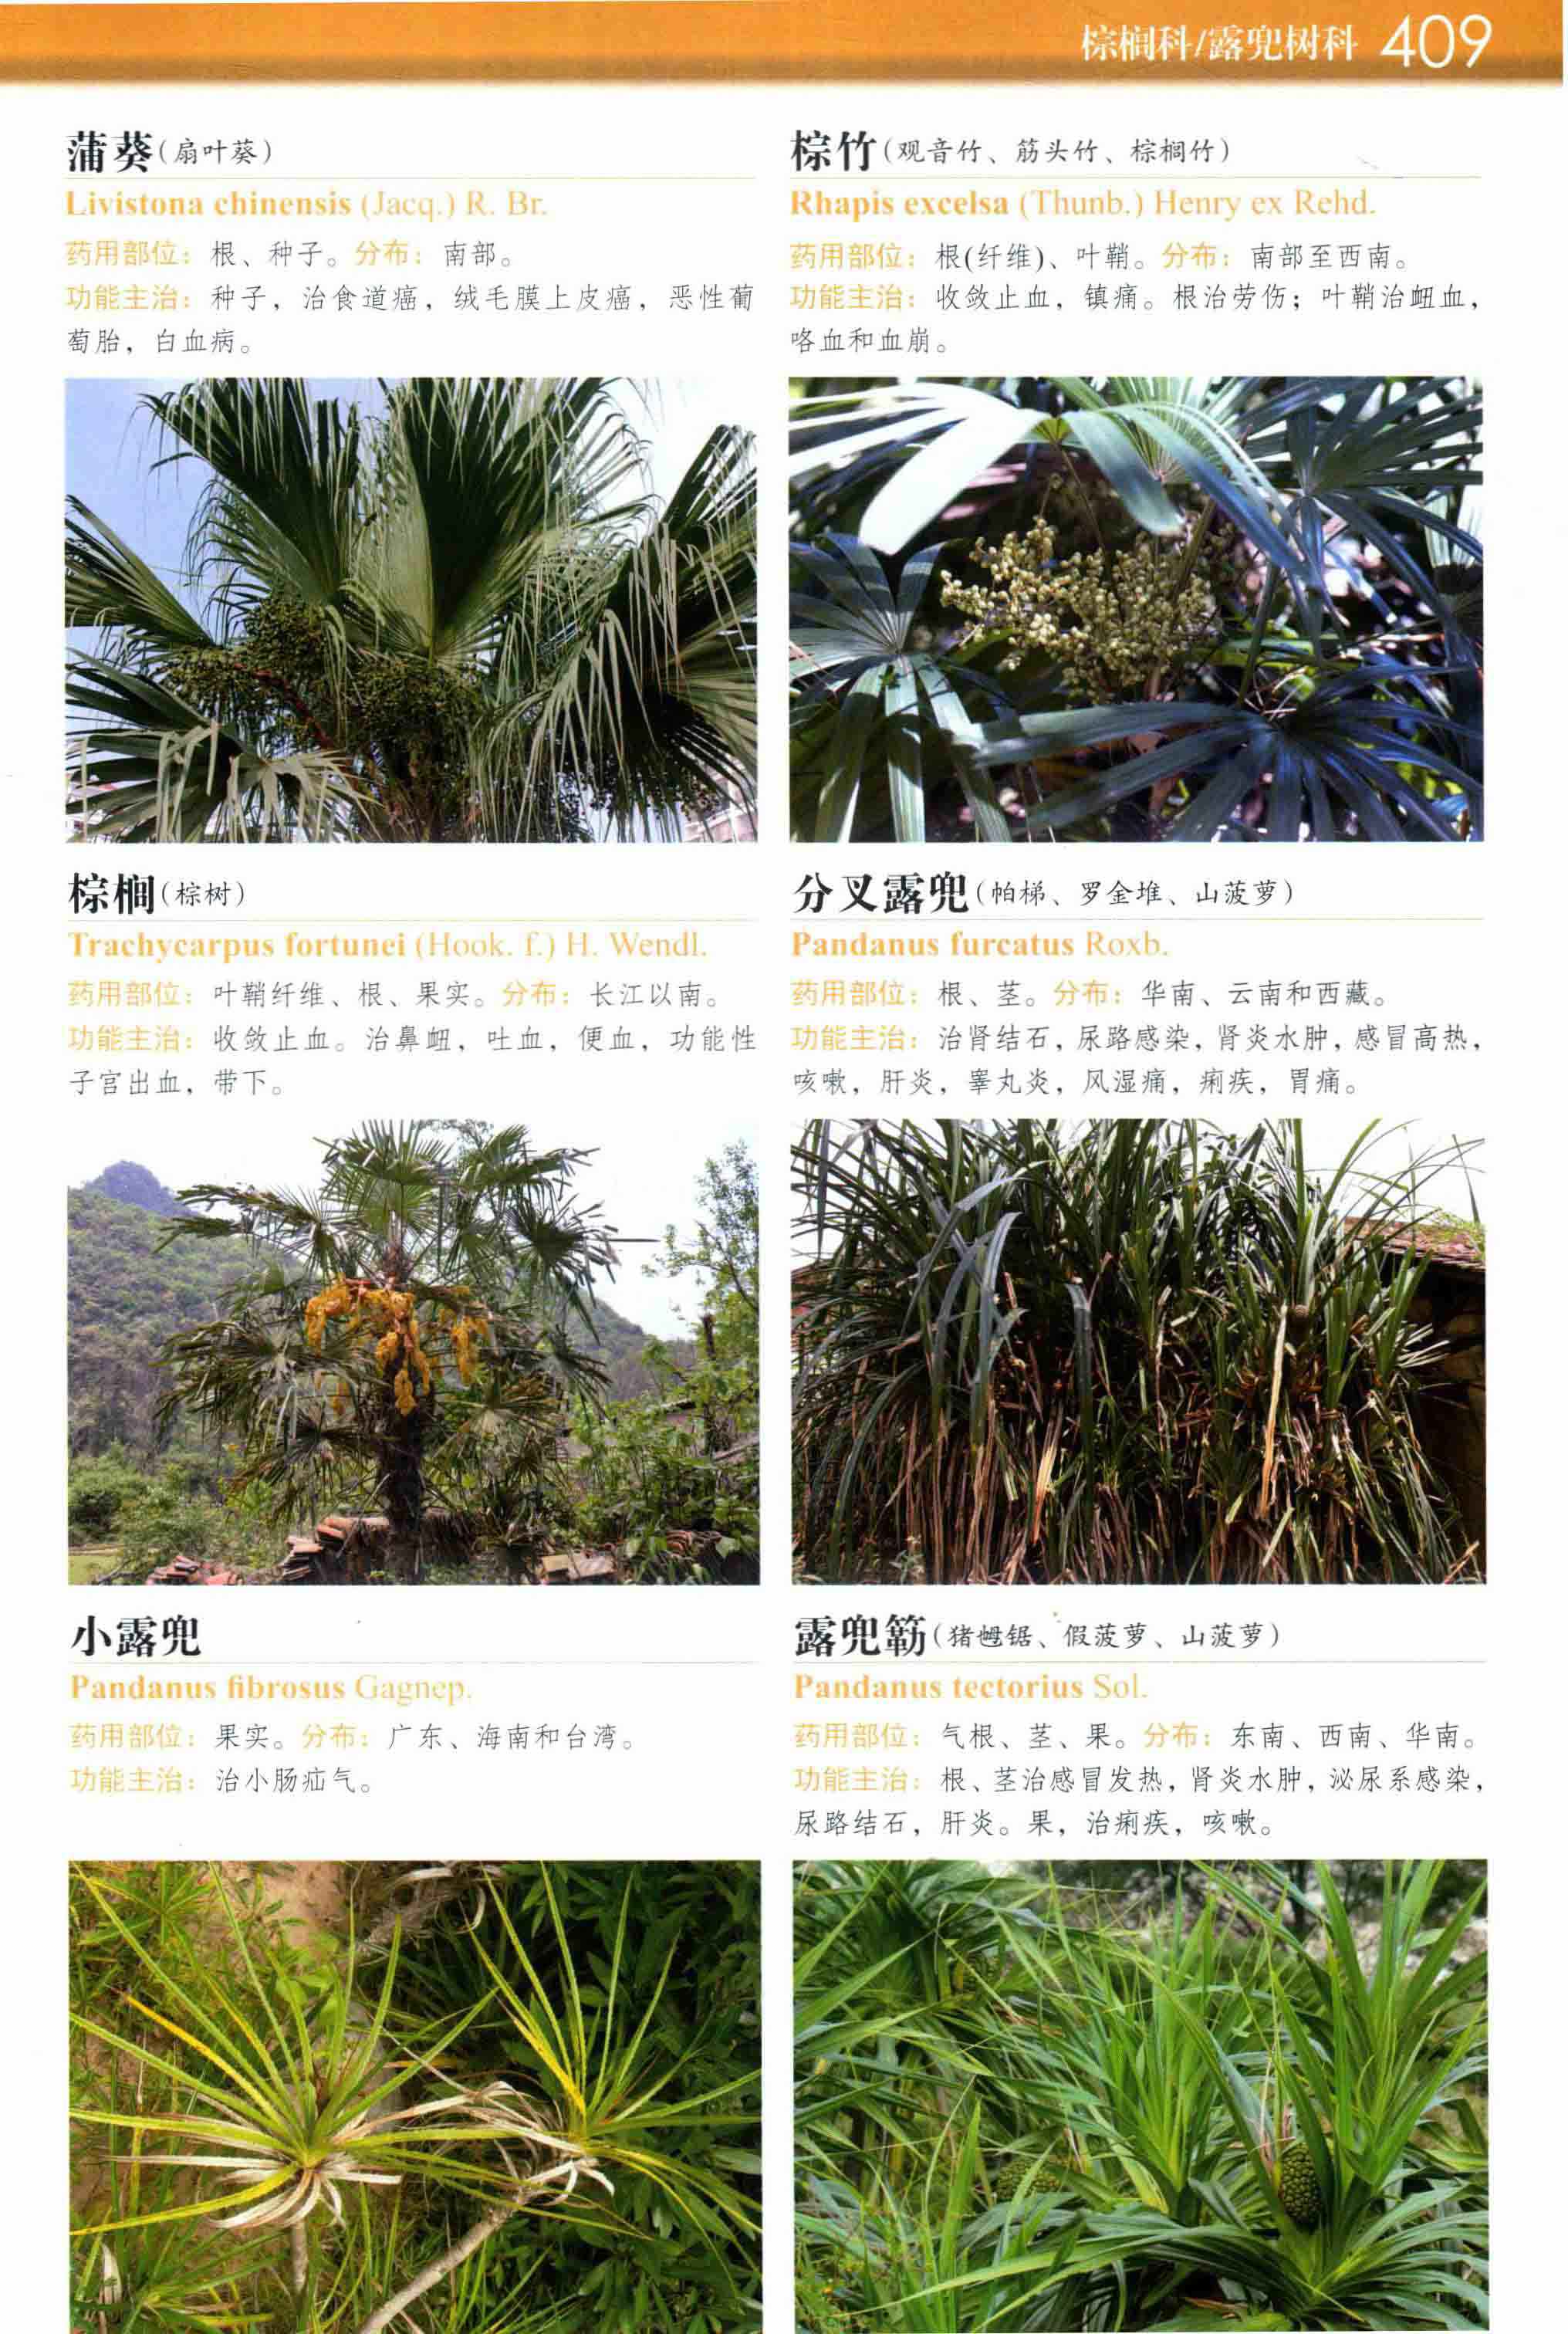 棕榈科/露兜树科 409
蒲葵(扇叶葵)
Livistona chinensis (Jacq.) R. Br.
药用部位：根、种子。分布：南部。
功能主治：种子，治食道癌，绒毛膜上皮癌，恶性葡
萄胎，白血病。
棕竹(观音竹、筋头竹、棕榈竹)
Rhapis excelsa (Thunb.) Henry ex Rehd.
药用部位：根(纤维)、叶鞘。分布：南部至西南。
功能主治：收敛止血，镇痛。根治劳伤；叶鞘治衄血，
咯血和血崩。
棕榈(棕树)
Trachycarpus fortunei (Hook. f.) H. Wendl.
药用部位：叶鞘纤维、根、果实。分布：长江以南。
功能主治：收敛止血。治鼻衄，吐血，便血，功能性
子宫出血，带下。
分叉露兜(帕梯、罗金堆、山菠萝)
Pandanus furcatus Roxb.
药用部位：根、茎。分布：华南、云南和西藏。
功能主治：治肾结石，尿路感染，肾炎水肿，感冒高热，
咳嗽，肝炎，睾丸炎，风湿痛，痢疾，胃痛。
小露兜
Pandanus fibrosus Gagnep.
药用部位：果实。分布：广东、海南和台湾。
功能主治：治小肠疝气。
露兜簕(猪乸锯、假菠萝、山菠萝)
Pandanus tectorius Sol.
药用部位：气根、茎、果。分布：东南、西南、华南。
功能主治：根、茎治感冒发热，肾炎水肿，泌尿系感染，
尿路结石，肝炎。果，治痢疾，咳嗽。